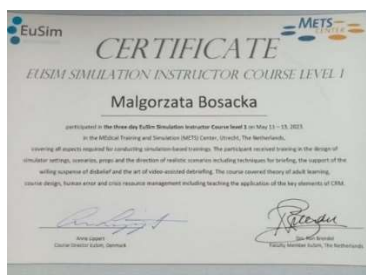 EuSim
METS
CENTER
CERTIFICATE
EUSIM SIMULATION INSTRUCTOR COURSE LEVEL 1
Malgorzata Bosacka
participated in the three day EuSim Simulation Instructor Course level 1 on May 13 – 15, 2023
in the MEdical Training and Simulation (METS) Center, Utrecht, The Netherlands,
covering all aspects required for conducting simulation-based trainings. The participant received training in the design of
simulator settings, scenarios, props and the direction of realistic scenarios including techniques for briefing, the support of the
willing suspense of disbelief and the art of video-assisted debriefing. The course covered theory of adult learning,
course design, human error and crisis resource management including teaching the application of the key elements of CRM.
Anne Lippert
Course Director EuSim, Denmark
Faculty Member EuSim, The Netherlands